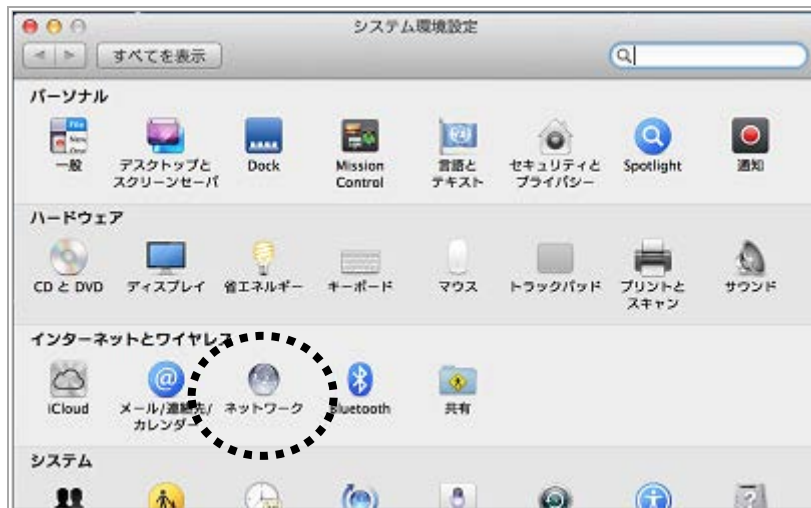 システム環境設定
すべてを表示
パーソナル
一般
デスクトップと
スクリーンセーバ
Dock
Mission
Control
言語と
テキスト
セキュリティと
プライバシー
Spotlight
通知
ハードウェア
CD と DVD
ディスプレイ
省エネルギー
キーボード
マウス
トラックパッド
プリントと
スキャン
サウンド
インターネットとワイヤレス
iCloud
メール/連絡先/
カレンダー
ネットワーク
Bluetooth
共有
システム